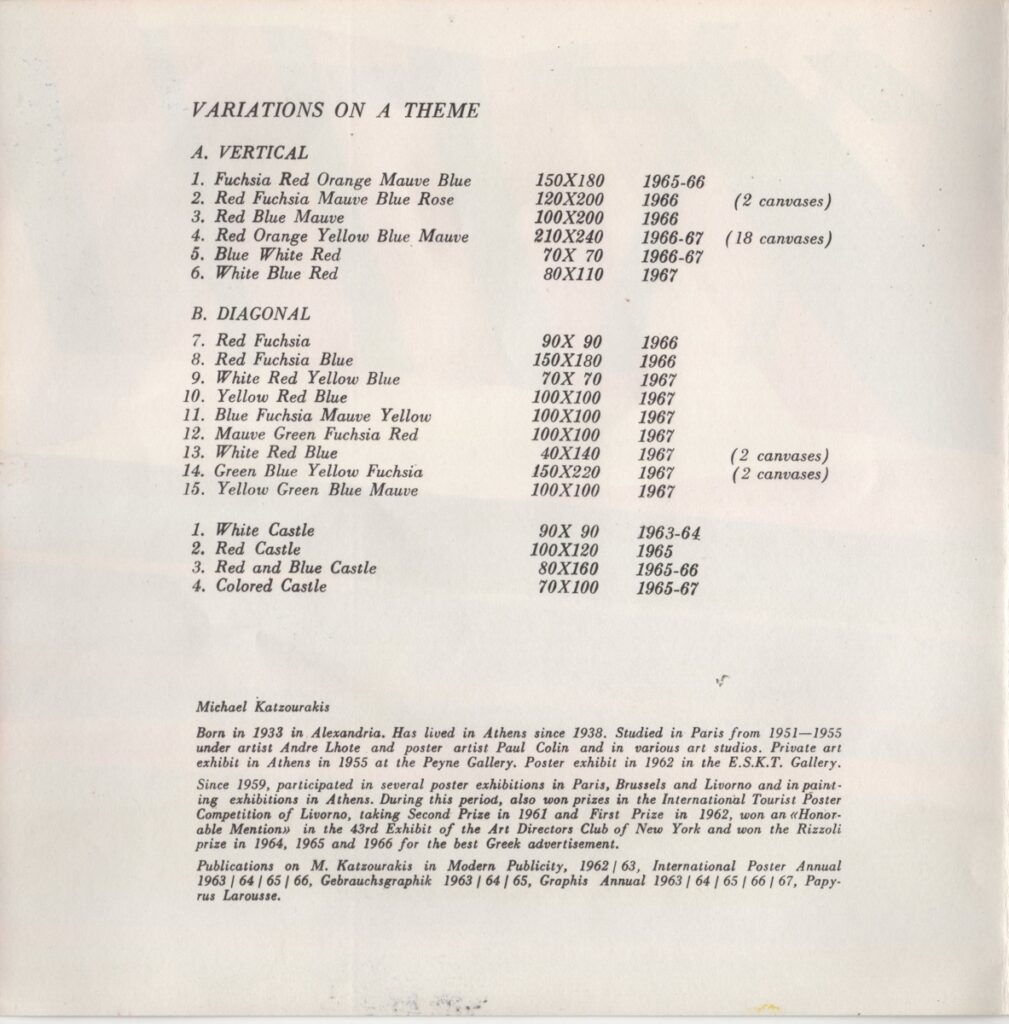 VARIATIONS ON A THEME
A. VERTICAL
1. Fuchsia Red Orange Mauve Blue 150X180 1965-66
2. Red Fuchsia Mauve Blue Rose 120X200 1966 (2 canvases)
3. Red Blue Mauve 100X200 1966
4. Red Orange Yellow Blue Mauve 210X240 1966-67 (18 canvases)
5. Blue White Red 70X 70 1966-67
6. White Blue Red 80X110 1967
B. DIAGONAL
7. Red Fuchsia 90X 90 1966
8. Red Fuchsia Blue 150X180 1966
9. White Red Yellow Blue 70X 70 1967
10. Yellow Red Blue 100X100 1967
11. Blue Fuchsia Mauve Yellow 100X100 1967
12. Mauve Green Fuchsia Red 100X100 1967
13. White Red Blue 40X140 1967 (2 canvases)
14. Green Blue Yellow Fuchsia 150X220 1967 (2 canvases)
15. Yellow Green Blue Mauve 100X100 1967
1. White Castle 90X 90 1963-64
2. Red Castle 100X120 1965
3. Red and Blue Castle 80X160 1965-66
4. Colored Castle 70X100 1965-67
Michael Katzourakis
Born in 1933 in Alexandria. Has lived in Athens since 1938. Studied in Paris from 1951—1955
under artist Andre Lhote and poster artist Paul Colin and in various art studios. Private art
exhibit in Athens in 1955 at the Peyne Gallery. Poster exhibit in 1962 in the E.S.K.T. Gallery.
Since 1959, participated in several poster exhibitions in Paris, Brussels and Livorno and in paint-
ing exhibitions in Athens. During this period, also won prizes in the International Tourist Poster
Competition of Livorno, taking Second Prize in 1961 and First Prize in 1962, won an «Honor-
able Mention» in the 43rd Exhibit of the Art Directors Club of New York and won the Rizzoli
prize in 1964, 1965 and 1966 for the best Greek advertisement.
Publications on M. Katzourakis in Modern Publicity, 1962/63, International Poster Annual
1963/64/65/66, Gebrauchsgraphik 1963/64/65, Graphis Annual 1963/64/65/66/67, Papy-
rus Larousse.